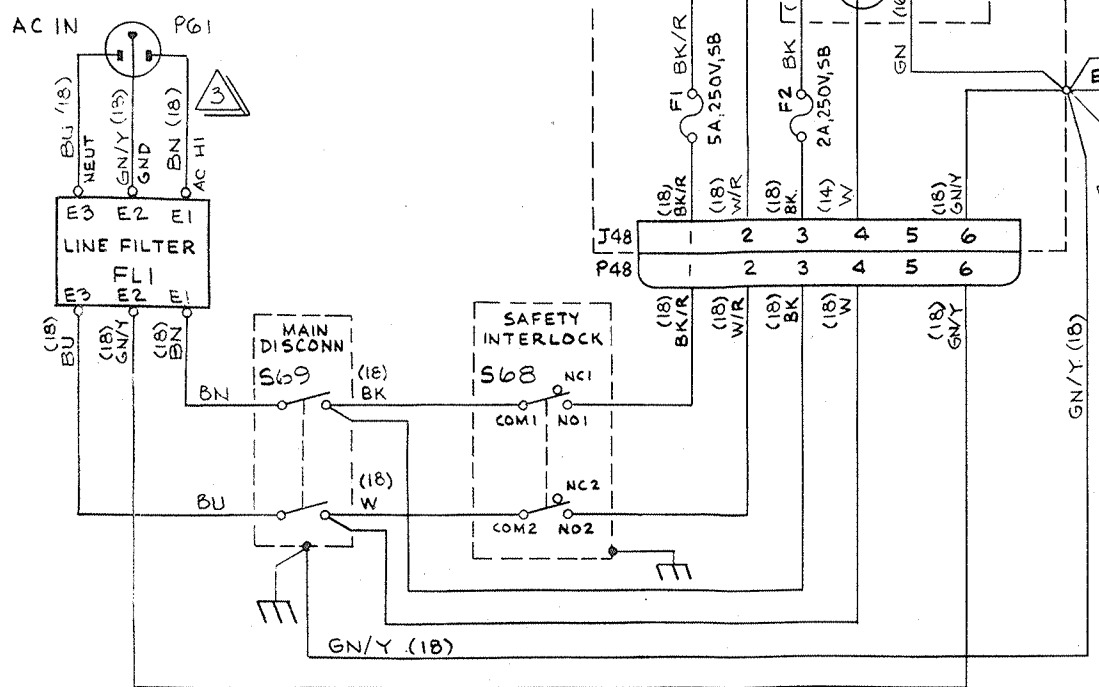 AC IN
P61
BU (18)
NEUT
GN/Y (18)
GND
BN (18)
AC HI
3
E3 E2 E1
LINE FILTER
FL1
E3 E2 E1
(18)
BU
(18)
GN/Y
(18)
BN
MAIN
DISCONN
S69
BN
(18)
BK
BU
(18)
W
SAFETY
INTERLOCK
S68
NC1
COM1 NO1
NC2
COM2 NO2
BK/R
F1
5A,250V,SB
BK
F2
2A,250V,SB
GN
(18)
BK/R
(18)
W/R
(18)
BK.
(14)
W
(18)
GN/Y
J48 1 2 3 4 5 6
P48 1 2 3 4 5 6
(18)
BK/R
(18)
W/R
(18)
BK
(18)
W
(18)
GN/Y
GN/Y (18)
GN/Y (18)